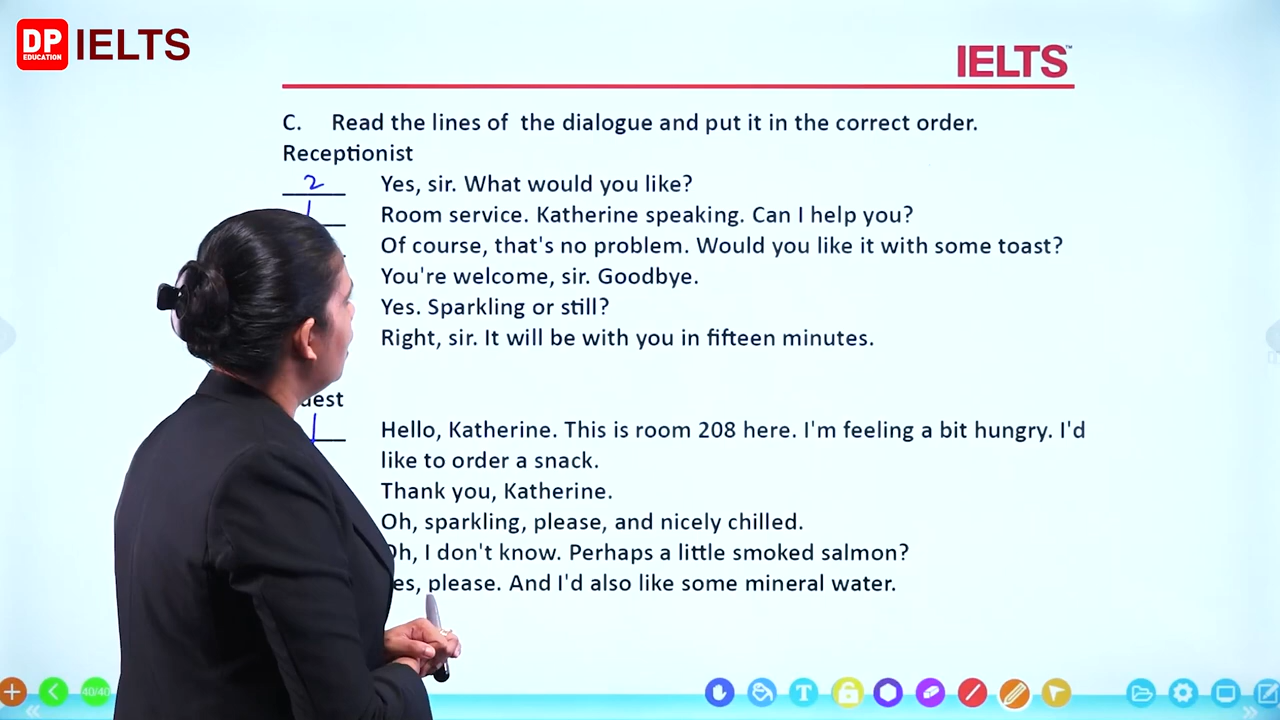 DP EDUCATION IELTS
IELTS™
C. Read the lines of the dialogue and put it in the correct order.
Receptionist
2 Yes, sir. What would you like?
1 Room service. Katherine speaking. Can I help you?
Of course, that's no problem. Would you like it with some toast?
You're welcome, sir. Goodbye.
Yes. Sparkling or still?
Right, sir. It will be with you in fifteen minutes.
1 Hello, Katherine. This is room 208 here. I'm feeling a bit hungry. I'd
like to order a snack.
Thank you, Katherine.
Oh, sparkling, please, and nicely chilled.
Oh, I don't know. Perhaps a little smoked salmon?
Yes, please. And I'd also like some mineral water.
40/40